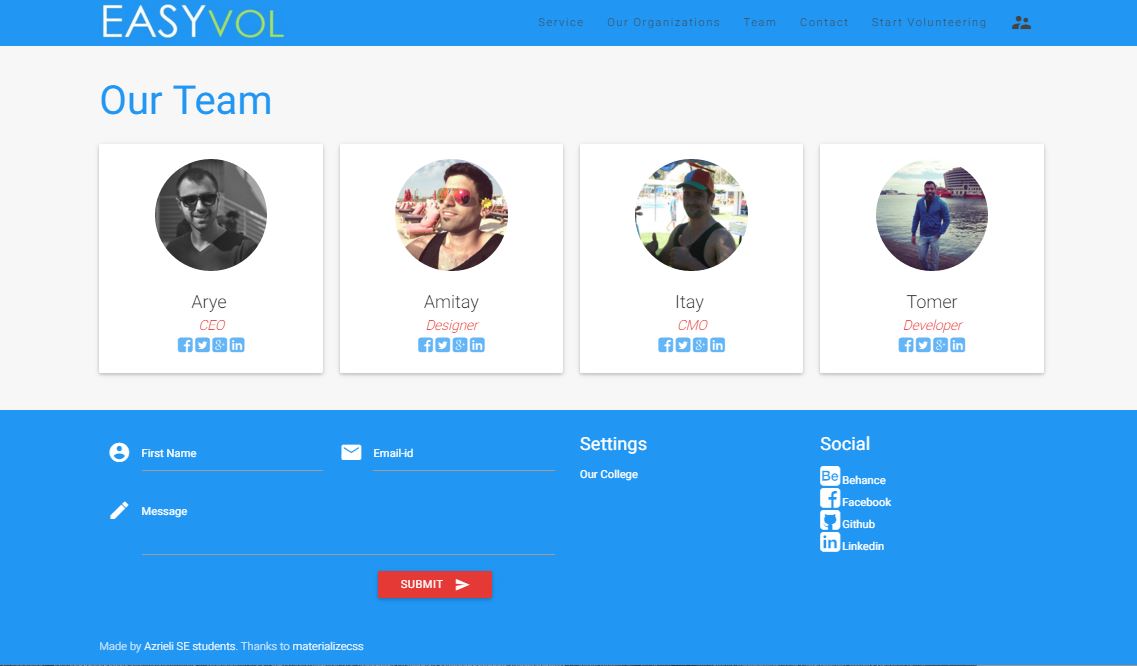 EASYVOL
Service Our Organizations Team Contact Start Volunteering
Our Team
Arye
CEO
Amitay
Designer
Itay
CMO
Tomer
Developer
First Name
Email-id
Message
SUBMIT
Settings
Our College
Social
Be Behance
Facebook
Github
in Linkedin
Made by Azrieli SE students. Thanks to materializecss